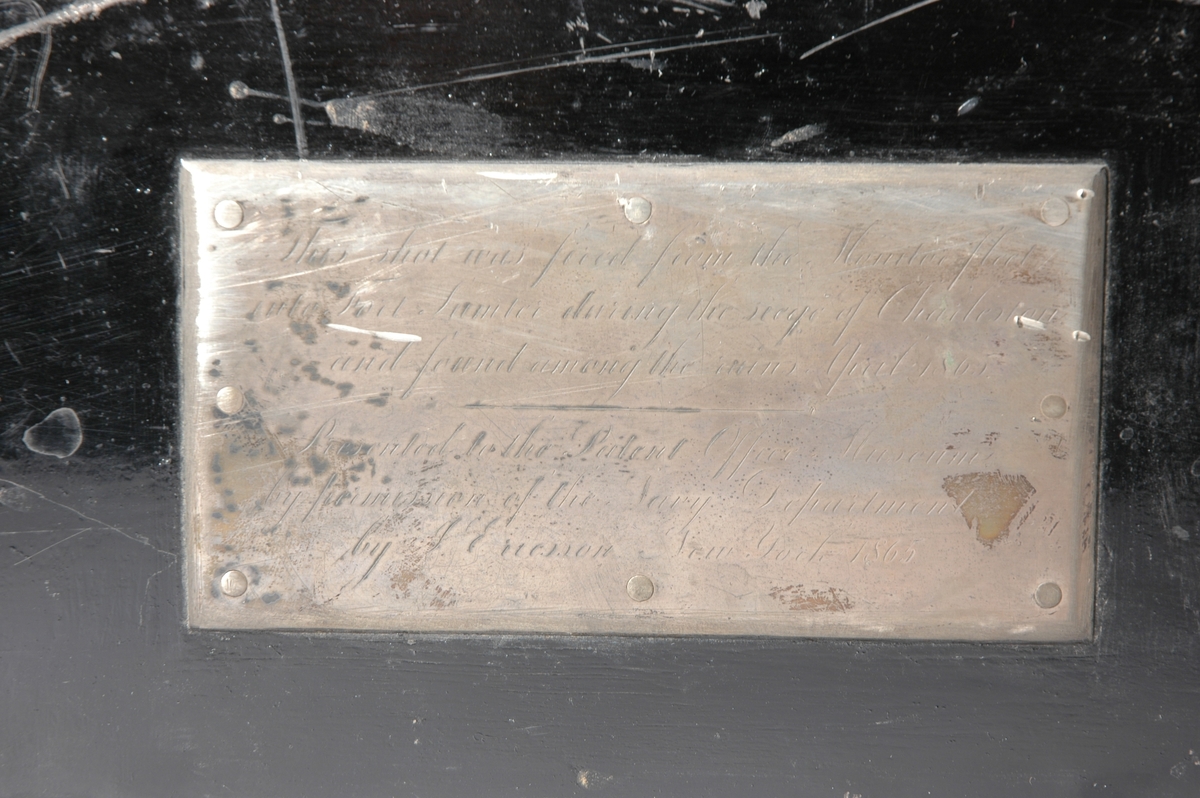 This shot was fired from the Monitor fleet
into Fort Sumter during the seige of Charleston
and found among the ruins April 1865
Presented to the Patent Office Museum
by permission of the Navy Department
by J Ericsson New York 1865